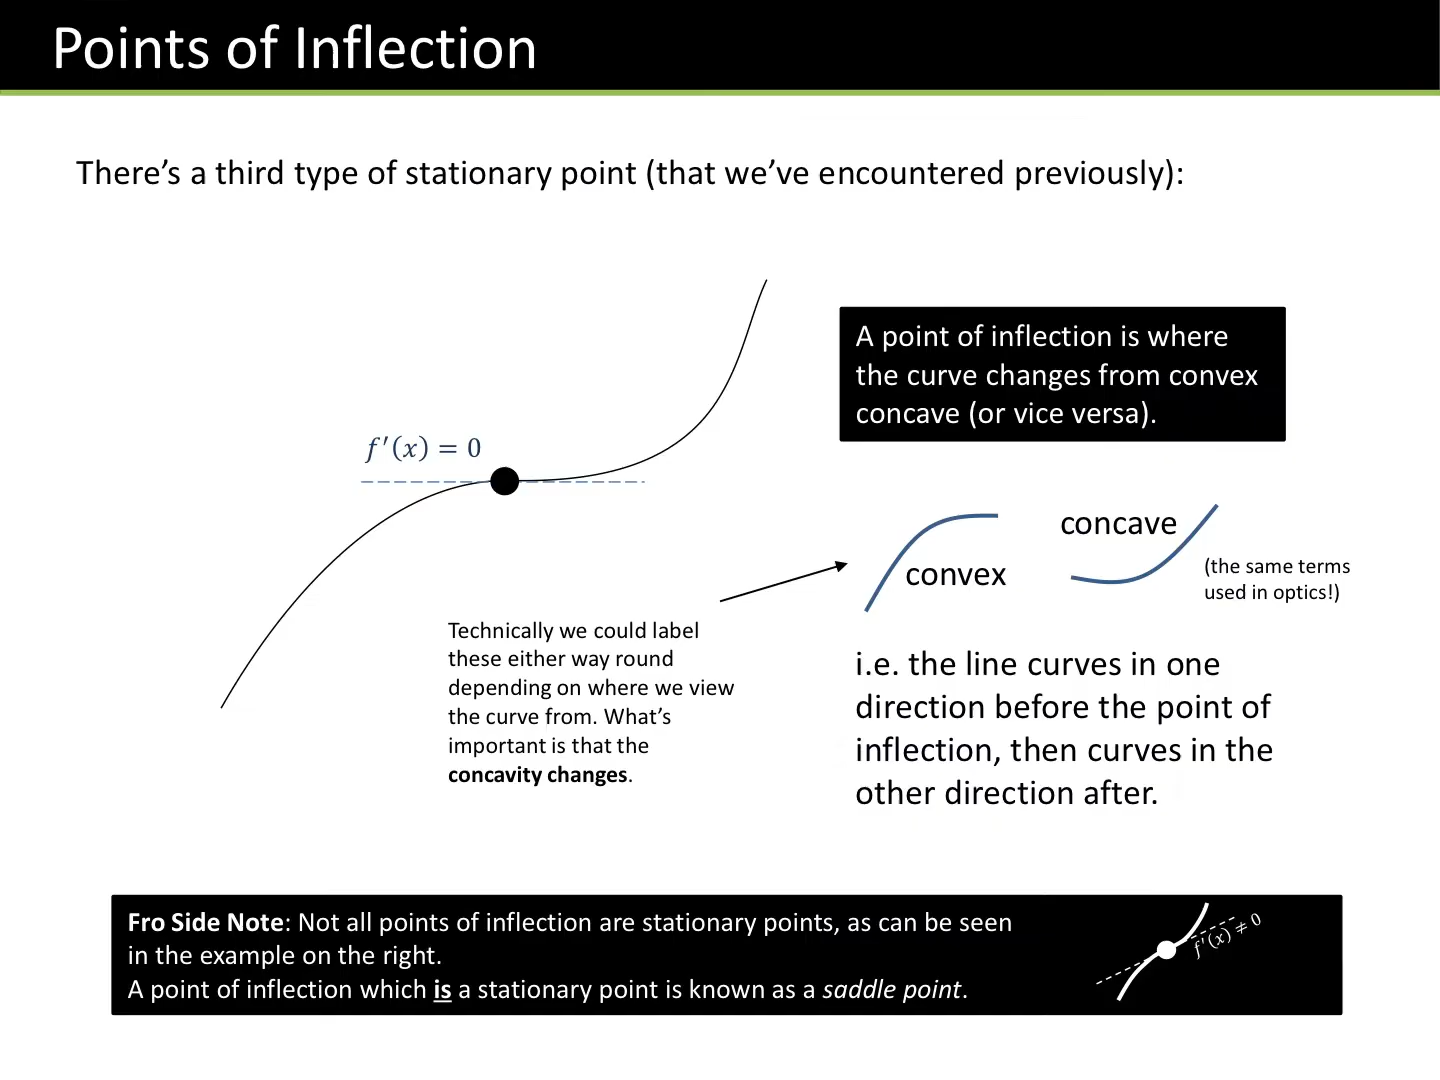 Points of Inflection
There’s a third type of stationary point (that we’ve encountered previously):
A point of inflection is where
the curve changes from convex
concave (or vice versa).
f′(x) = 0
concave
convex
(the same terms
used in optics!)
Technically we could label
these either way round
depending on where we view
the curve from. What’s
important is that the
concavity changes.
i.e. the line curves in one
direction before the point of
inflection, then curves in the
other direction after.
Fro Side Note: Not all points of inflection are stationary points, as can be seen
in the example on the right.
A point of inflection which is a stationary point is known as a saddle point.
f′(x) ≠ 0